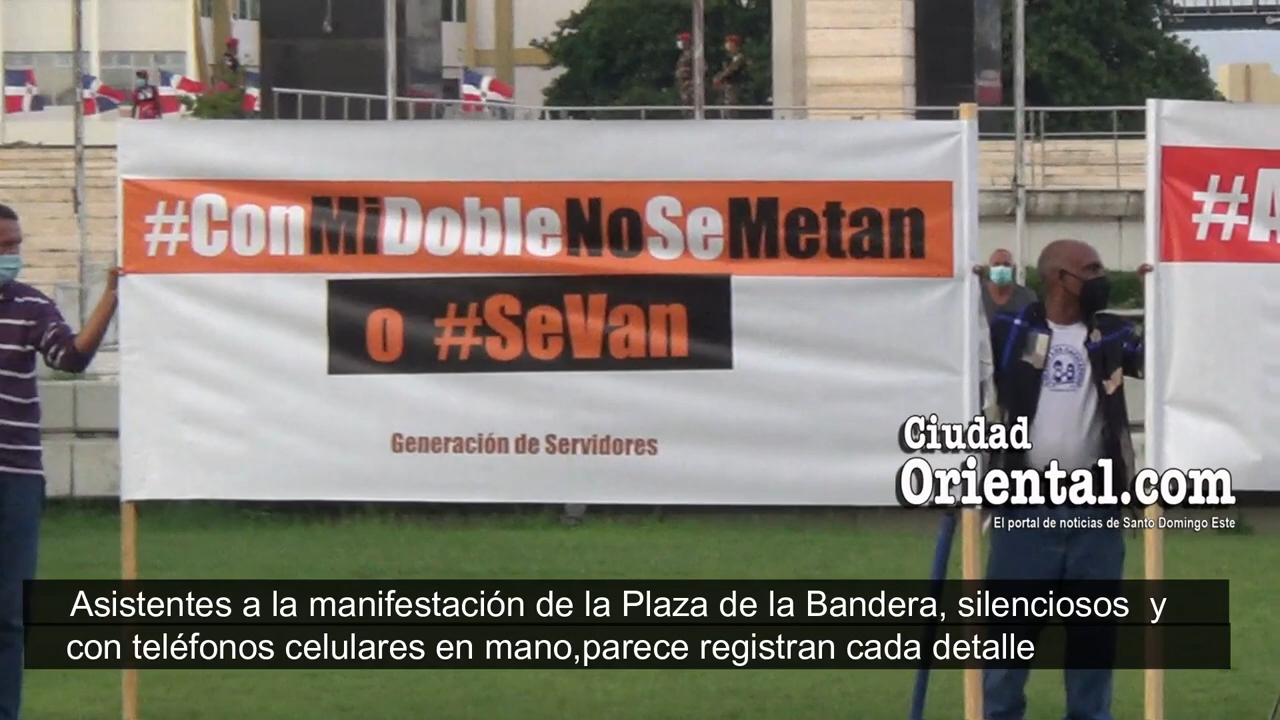 #ConMiDobleNoSeMetan
o #SeVan
Generación de Servidores
#A
Ciudad
Oriental.com
El portal de noticias de Santo Domingo Este
Asistentes a la manifestación de la Plaza de la Bandera, silenciosos y
con teléfonos celulares en mano,parece registran cada detalle